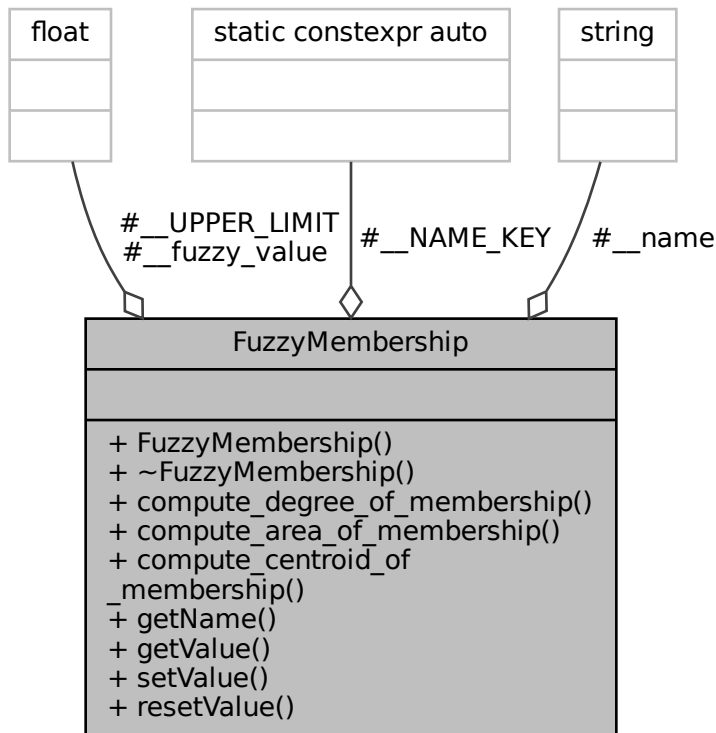 float
static constexpr auto
string
#__UPPER_LIMIT
#__fuzzy_value
#__NAME_KEY
#__name
FuzzyMembership
+ FuzzyMembership()
+ ~FuzzyMembership()
+ compute_degree_of_membership()
+ compute_area_of_membership()
+ compute_centroid_of
_membership()
+ getName()
+ getValue()
+ setValue()
+ resetValue()